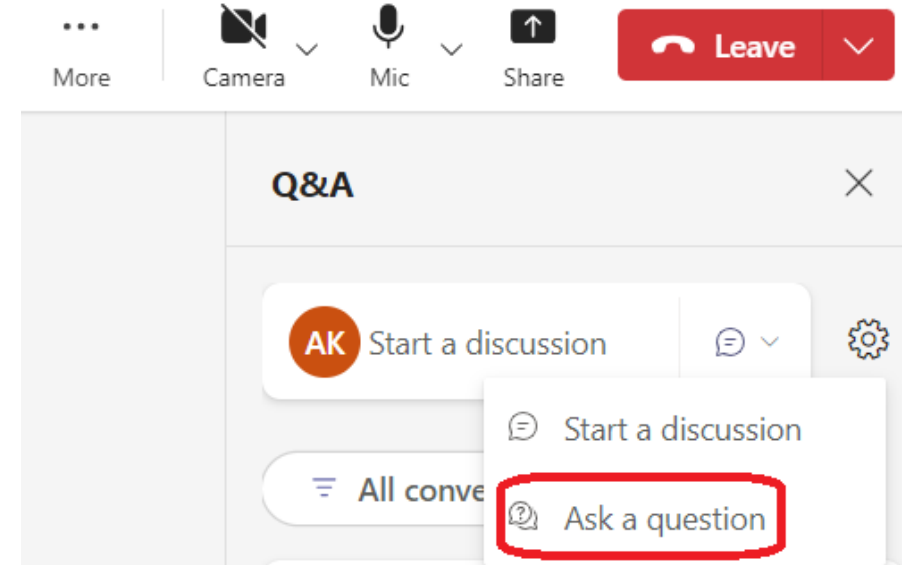 More
Camera
Mic
Share
Leave
Q&A
AK Start a discussion
Start a discussion
All conve
Ask a question